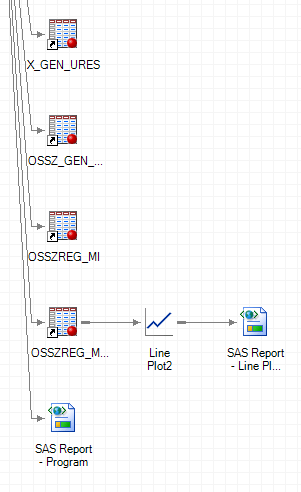 X_GEN_URES
OSSZ_GEN_...
OSSZREG_MI
OSSZREG_M...
Line
Plot2
SAS Report
- Line Pl...
SAS Report
- Program